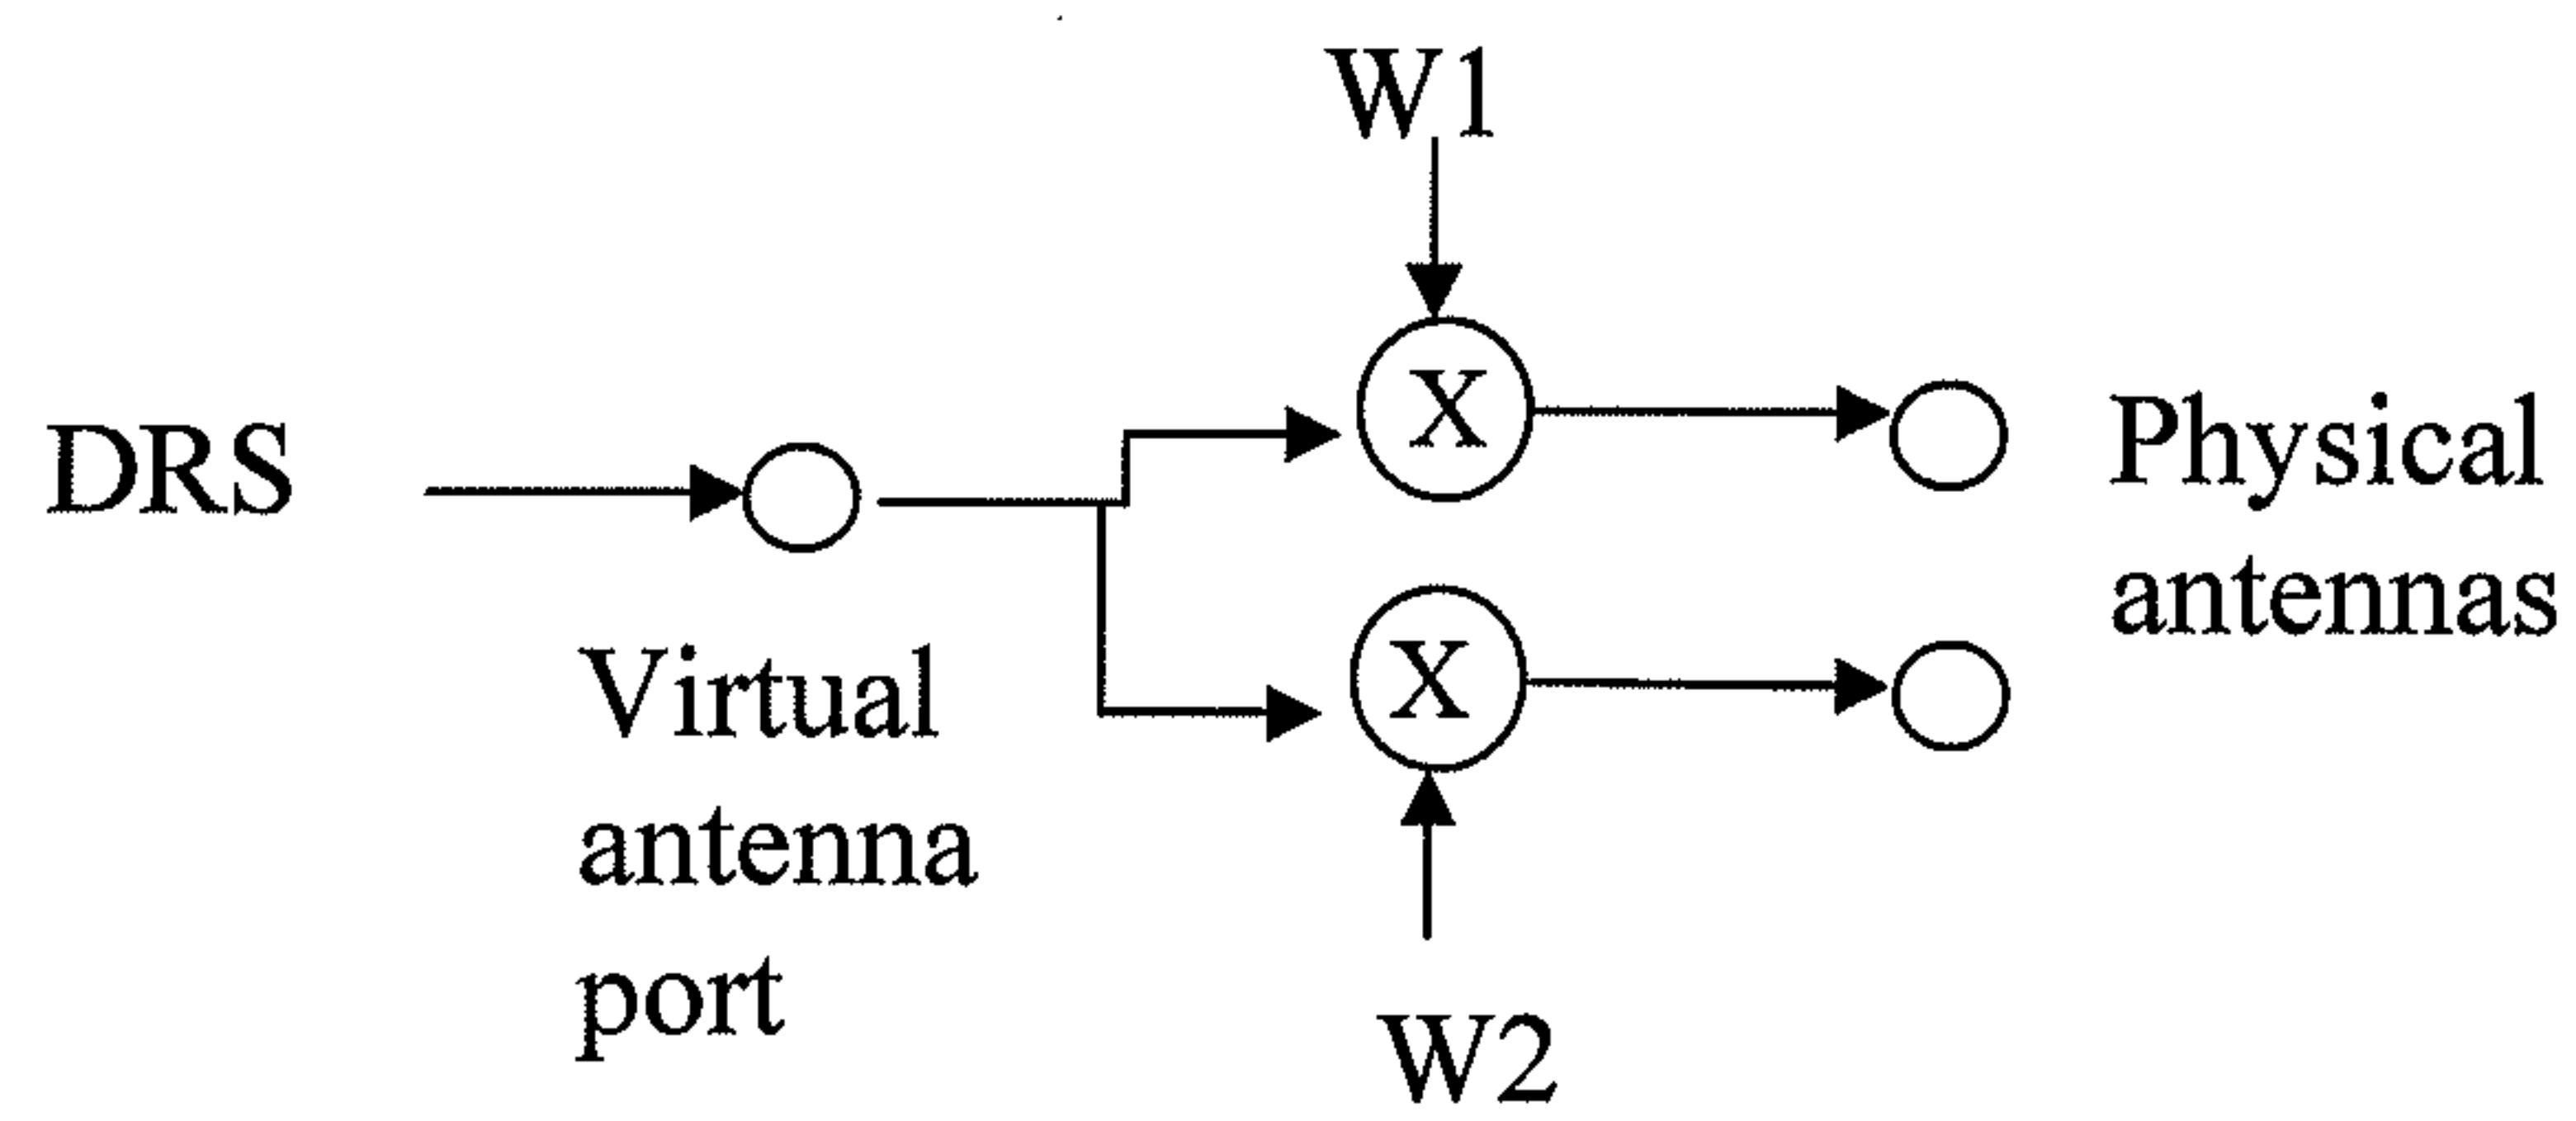 W1
DRS
X
Physical
antennas
Virtual
antenna
port
X
W2